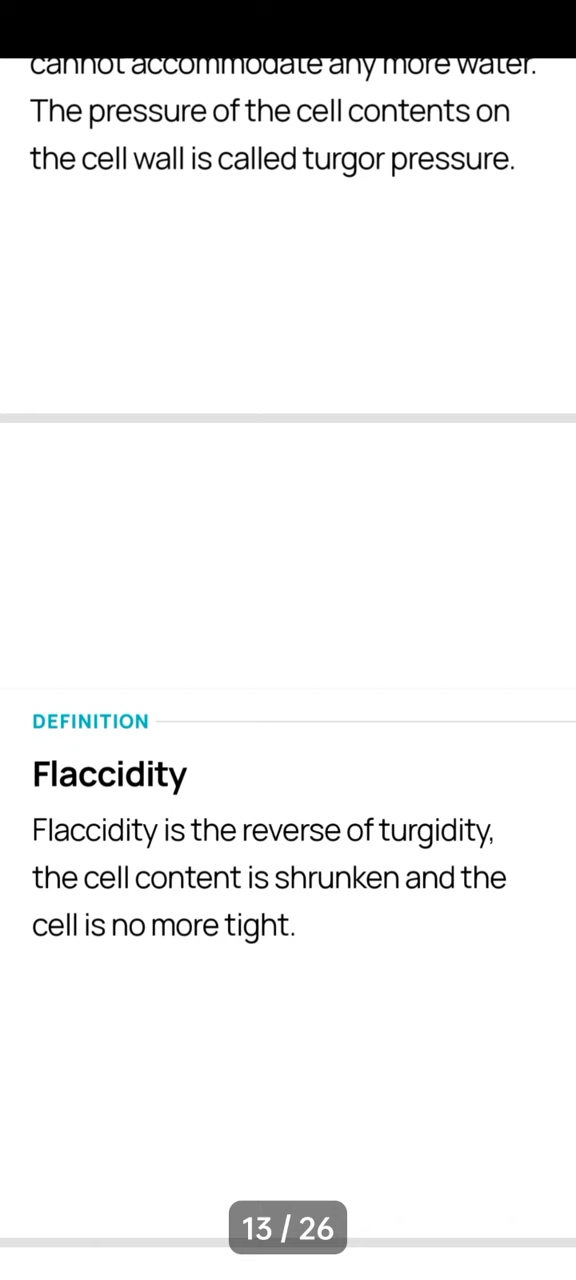 cannot accommodate any more water.
The pressure of the cell contents on
the cell wall is called turgor pressure.
DEFINITION
Flaccidity
Flaccidity is the reverse of turgidity,
the cell content is shrunken and the
cell is no more tight.
13 / 26